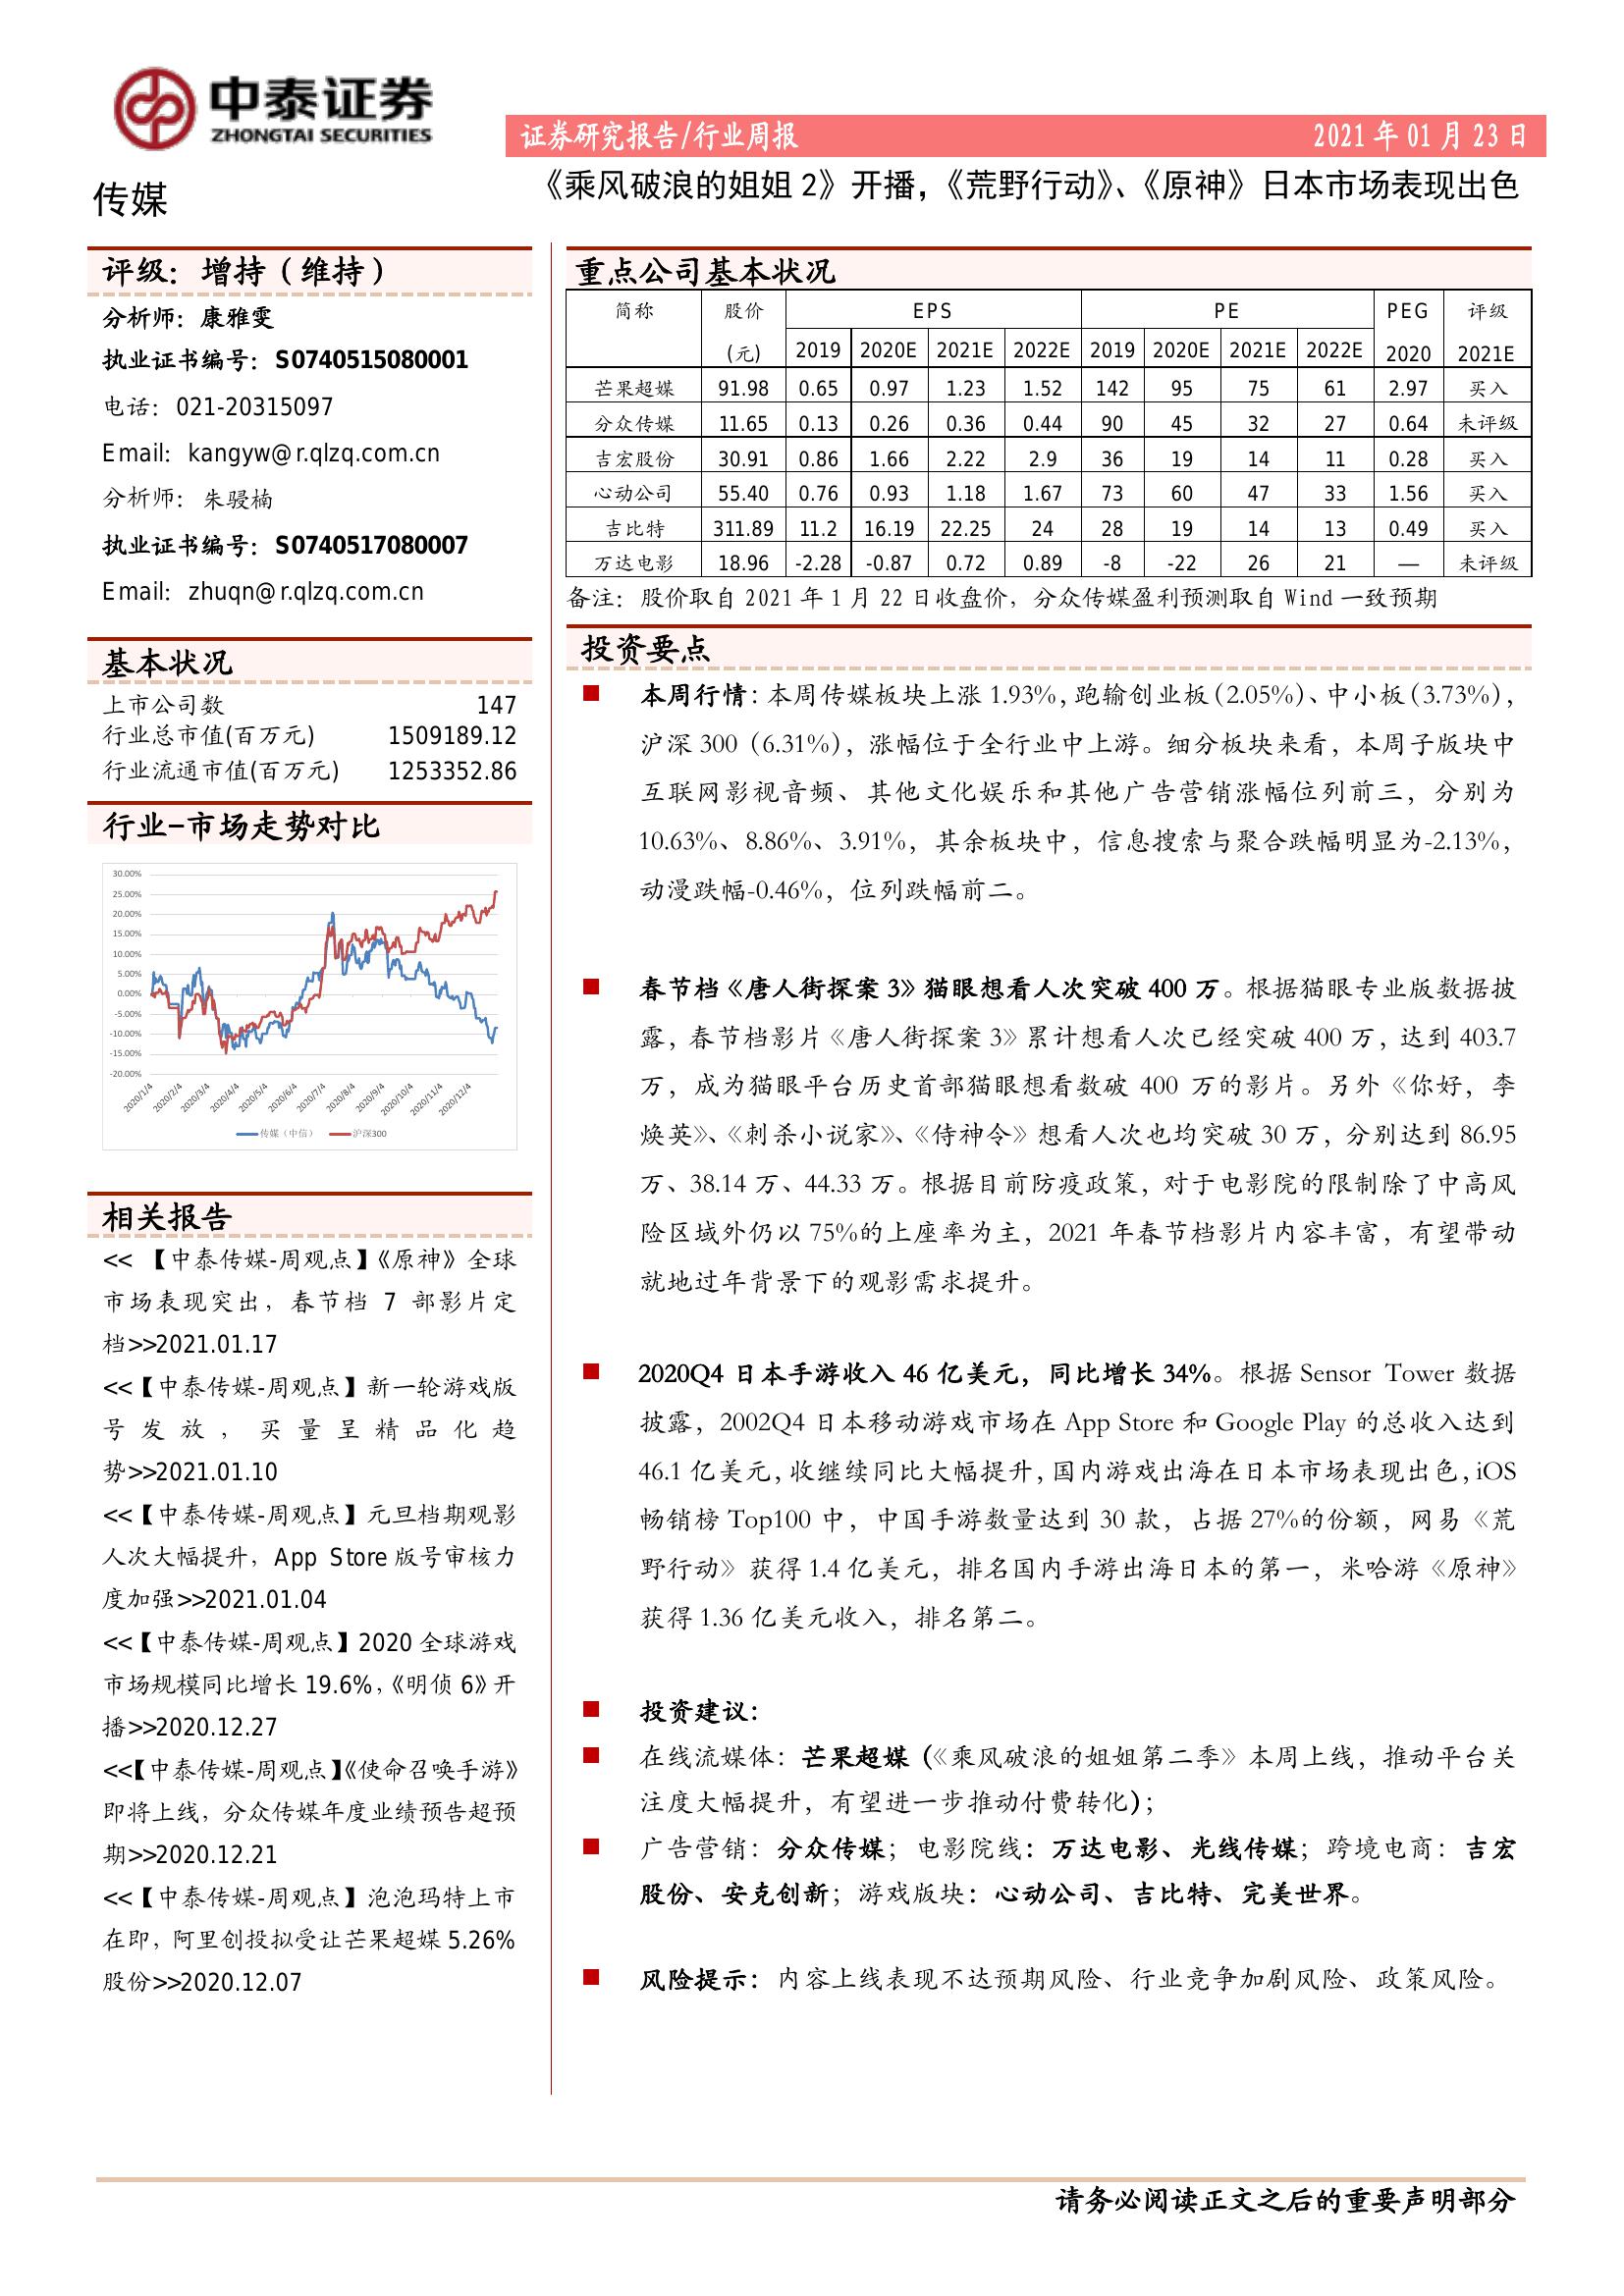 中泰证券
ZHONGTAI SECURITIES
证券研究报告/行业周报 2021 年 01 月 23 日
传媒
《乘风破浪的姐姐 2》开播，《荒野行动》、《原神》日本市场表现出色
评级：增持（维持）
分析师：康雅雯
执业证书编号：S0740515080001
电话：021-20315097
Email：kangyw@r.qlzq.com.cn
分析师：朱骎楠
执业证书编号：S0740517080007
Email：zhuqn@r.qlzq.com.cn
基本状况
上市公司数 147
行业总市值(百万元) 1509189.12
行业流通市值(百万元) 1253352.86
行业-市场走势对比
30.00%
25.00%
20.00%
15.00%
10.00%
5.00%
0.00%
-5.00%
-10.00%
-15.00%
-20.00%
2020/1/4 2020/2/4 2020/3/4 2020/4/4 2020/5/4 2020/6/4 2020/7/4 2020/8/4 2020/9/4 2020/10/4 2020/11/4 2020/12/4
传媒（中信） 沪深300
相关报告
<< 【中泰传媒-周观点】《原神》全球
市场表现突出，春节档 7 部影片定
档>>2021.01.17
<<【中泰传媒-周观点】新一轮游戏版
号发放，买量呈精品化趋
势>>2021.01.10
<<【中泰传媒-周观点】元旦档期观影
人次大幅提升，App Store 版号审核力
度加强>>2021.01.04
<<【中泰传媒-周观点】2020 全球游戏
市场规模同比增长 19.6%，《明侦 6》开
播>>2020.12.27
<<【中泰传媒-周观点】《使命召唤手游》
即将上线，分众传媒年度业绩预告超预
期>>2020.12.21
<<【中泰传媒-周观点】泡泡玛特上市
在即，阿里创投拟受让芒果超媒 5.26%
股份>>2020.12.07
重点公司基本状况
简称 股价 EPS PE PEG 评级
(元) 2019 2020E 2021E 2022E 2019 2020E 2021E 2022E 2020 2021E
芒果超媒 91.98 0.65 0.97 1.23 1.52 142 95 75 61 2.97 买入
分众传媒 11.65 0.13 0.26 0.36 0.44 90 45 32 27 0.64 未评级
吉宏股份 30.91 0.86 1.66 2.22 2.9 36 19 14 11 0.28 买入
心动公司 55.40 0.76 0.93 1.18 1.67 73 60 47 33 1.56 买入
吉比特 311.89 11.2 16.19 22.25 24 28 19 14 13 0.49 买入
万达电影 18.96 -2.28 -0.87 0.72 0.89 -8 -22 26 21 — 未评级
备注：股价取自 2021 年 1 月 22 日收盘价，分众传媒盈利预测取自 Wind 一致预期
投资要点
本周行情：本周传媒板块上涨 1.93%，跑输创业板（2.05%）、中小板（3.73%），
沪深 300（6.31%），涨幅位于全行业中上游。细分板块来看，本周子版块中
互联网影视音频、其他文化娱乐和其他广告营销涨幅位列前三，分别为
10.63%、8.86%、3.91%，其余板块中，信息搜索与聚合跌幅明显为-2.13%，
动漫跌幅-0.46%，位列跌幅前二。
春节档《唐人街探案 3》猫眼想看人次突破 400 万。根据猫眼专业版数据披
露，春节档影片《唐人街探案 3》累计想看人次已经突破 400 万，达到 403.7
万，成为猫眼平台历史首部猫眼想看数破 400 万的影片。另外《你好，李
焕英》、《刺杀小说家》、《侍神令》想看人次也均突破 30 万，分别达到 86.95
万、38.14 万、44.33 万。根据目前防疫政策，对于电影院的限制除了中高风
险区域外仍以 75%的上座率为主，2021 年春节档影片内容丰富，有望带动
就地过年背景下的观影需求提升。
2020Q4 日本手游收入 46 亿美元，同比增长 34%。根据 Sensor Tower 数据
披露，2002Q4 日本移动游戏市场在 App Store 和 Google Play 的总收入达到
46.1 亿美元，收继续同比大幅提升，国内游戏出海在日本市场表现出色，iOS
畅销榜 Top100 中，中国手游数量达到 30 款，占据 27%的份额，网易《荒
野行动》获得 1.4 亿美元，排名国内手游出海日本的第一，米哈游《原神》
获得 1.36 亿美元收入，排名第二。
投资建议：
在线流媒体：芒果超媒（《乘风破浪的姐姐第二季》本周上线，推动平台关
注度大幅提升，有望进一步推动付费转化）；
广告营销：分众传媒；电影院线：万达电影、光线传媒；跨境电商：吉宏
股份、安克创新；游戏版块：心动公司、吉比特、完美世界。
风险提示：内容上线表现不达预期风险、行业竞争加剧风险、政策风险。
请务必阅读正文之后的重要声明部分